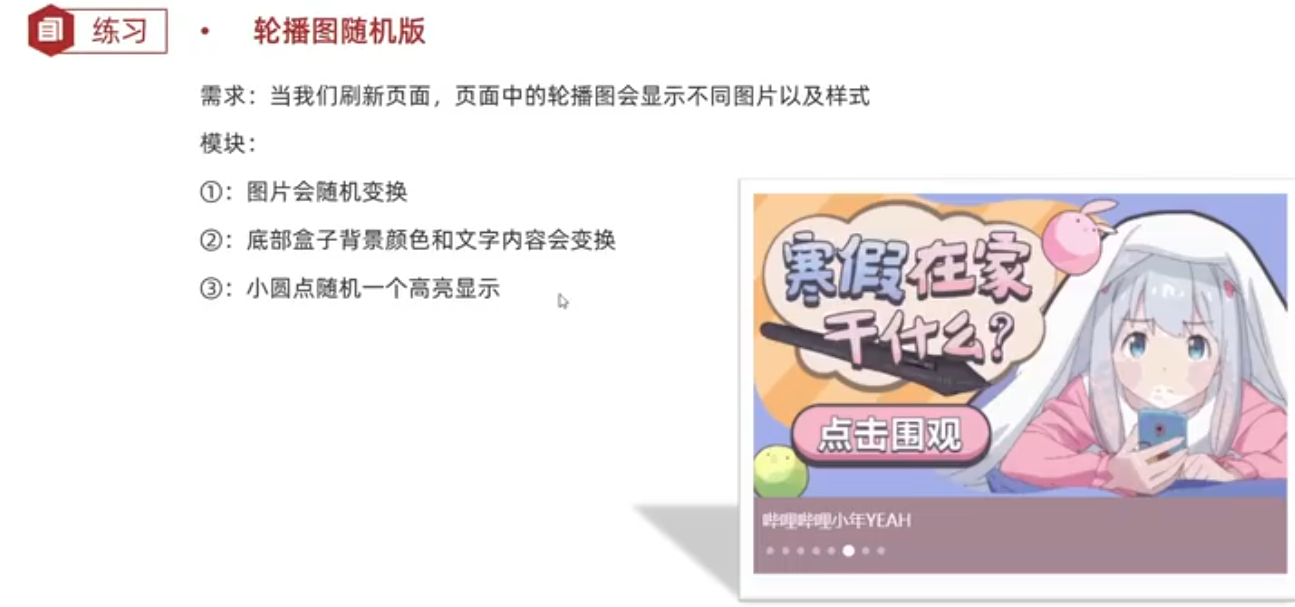 练习
• 轮播图随机版
需求：当我们刷新页面，页面中的轮播图会显示不同图片以及样式
模块：
①：图片会随机变换
②：底部盒子背景颜色和文字内容会变换
③：小圆点随机一个高亮显示
寒假在家
干什么?
点击围观
哔哩哔哩小年YEAH